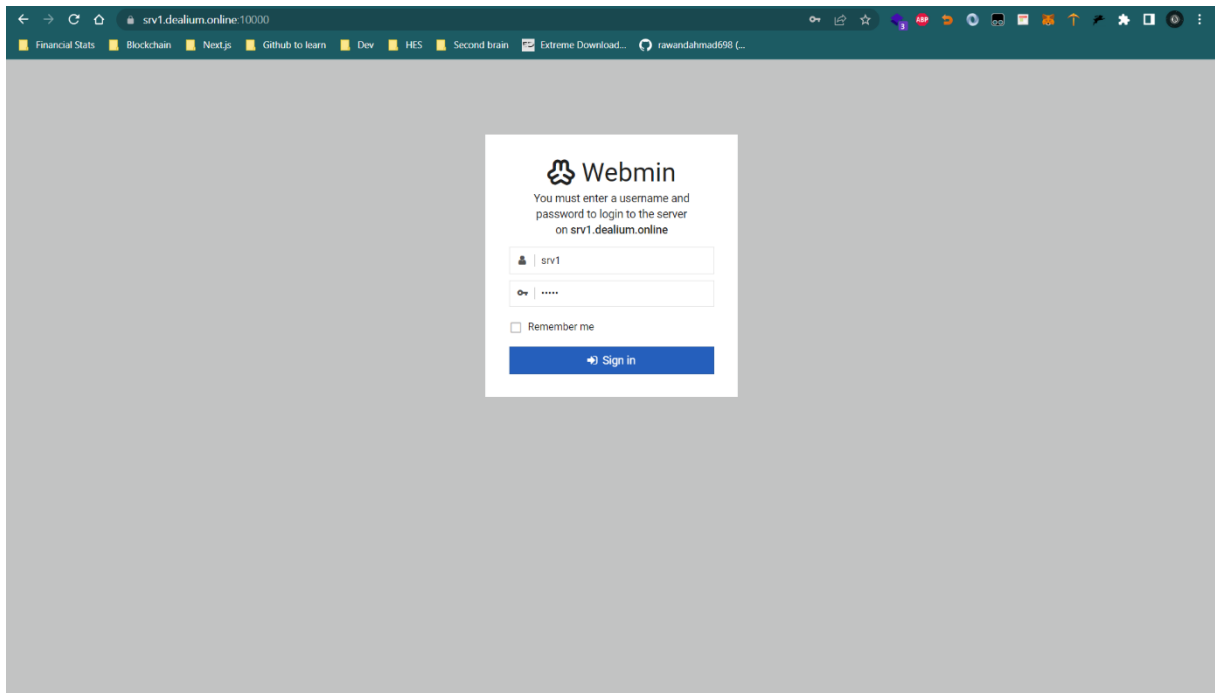 srv1.dealium.online:10000
3 ABP
Financial Stats Blockchain Next.js Github to learn Dev HES Second brain Extreme Download... rawandahmad698 (...
Webmin
You must enter a username and
password to login to the server
on srv1.dealium.online
srv1
•••••
Remember me
Sign in